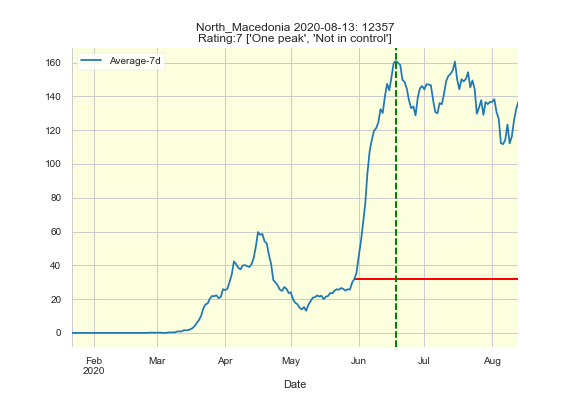 North_Macedonia 2020-08-13: 12357
Rating:7 ['One peak', 'Not in control']
Average-7d
160
140
120
100
80
60
40
20
0
Feb
2020
Mar
Apr
May
Jun
Jul
Aug
Date